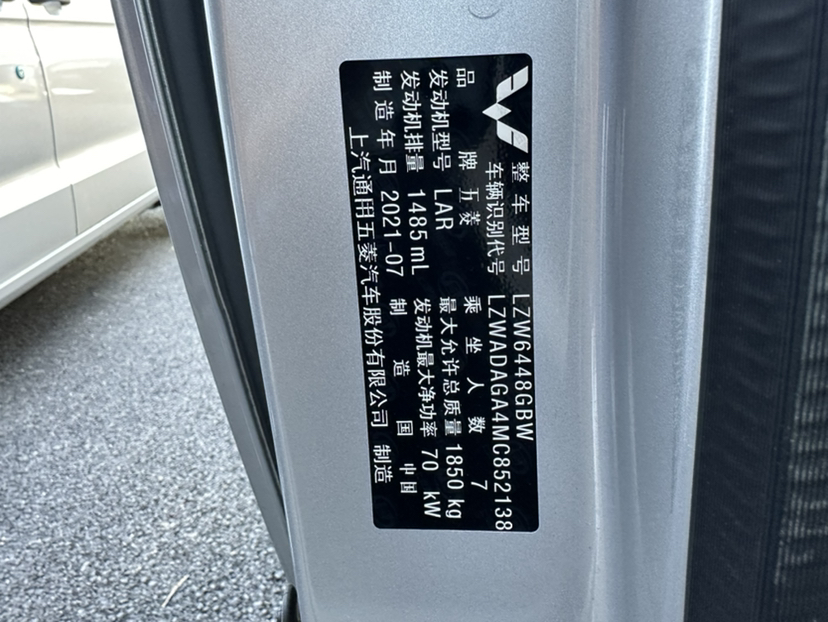 整车型号 LZW6448GBW
车辆识别代号 LZWADAGA4MC852138
品牌 五菱 乘坐人数 7
发动机型号 LAR 最大允许总质量 1850 kg
发动机排量 1485 mL 发动机最大净功率 70 kW
制造年月 2021-07 制造国 中国
上汽通用五菱汽车股份有限公司 制造